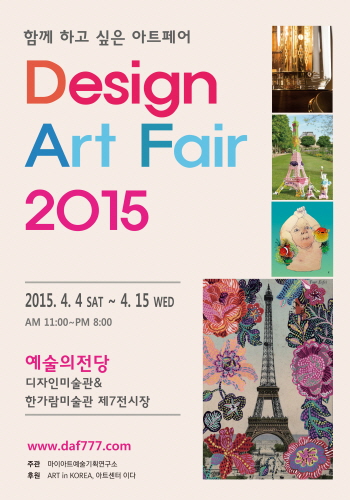 함께 하고 싶은 아트페어
Design
Art Fair
2015
2015. 4. 4 SAT ~ 4. 15 WED
AM 11:00~PM 8:00
예술의전당
디자인미술관&
한가람미술관 제7전시장
www.daf777.com
주관 마이아트예술기획연구소
후원 ART in KOREA, 아트센터 이다